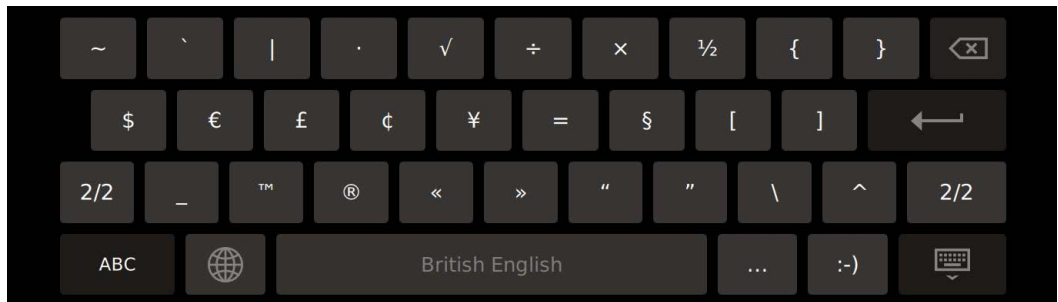 ~ ` | · √ ÷ × ½ { }
$ € £ ¢ ¥ = § [ ]
2/2 _ ™ ® « » “ ” \ ^ 2/2
ABC British English ... :-)